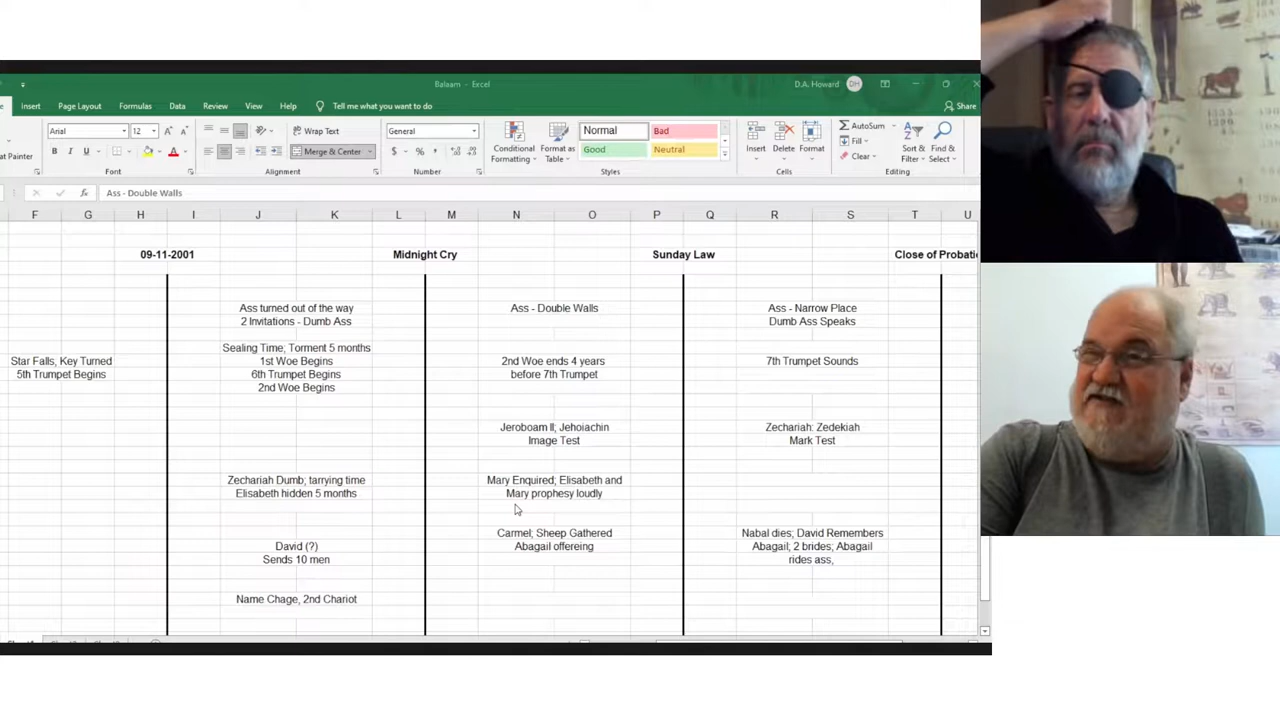 Balaam - Excel
D.A. Howard
DH
Insert
Page Layout
Formulas
Data
Review
View
Help
Tell me what you want to do
Share
Arial
12
Wrap Text
General
Normal
Bad
AutoSum
at Painter
B I U
Merge & Center
$ %
Conditional
Formatting
Format as
Table
Good
Neutral
Insert
Delete
Format
Fill
Clear
Sort &
Filter
Find &
Select
Font
Alignment
Number
Styles
Cells
Editing
fx
Ass - Double Walls
F G H I J K L M N O P Q R S T U
09-11-2001
Midnight Cry
Sunday Law
Close of Probatio
Ass turned out of the way
2 Invitations - Dumb Ass
Ass - Double Walls
Ass - Narrow Place
Dumb Ass Speaks
Star Falls, Key Turned
5th Trumpet Begins
Sealing Time; Torment 5 months
1st Woe Begins
6th Trumpet Begins
2nd Woe Begins
2nd Woe ends 4 years
before 7th Trumpet
7th Trumpet Sounds
Jeroboam II; Jehoiachin
Image Test
Zechariah: Zedekiah
Mark Test
Zechariah Dumb; tarrying time
Elisabeth hidden 5 months
Mary Enquired; Elisabeth and
Mary prophesy loudly
David (?)
Sends 10 men
Carmel; Sheep Gathered
Abagail offereing
Nabal dies; David Remembers
Abagail; 2 brides; Abagail
rides ass,
Name Chage, 2nd Chariot